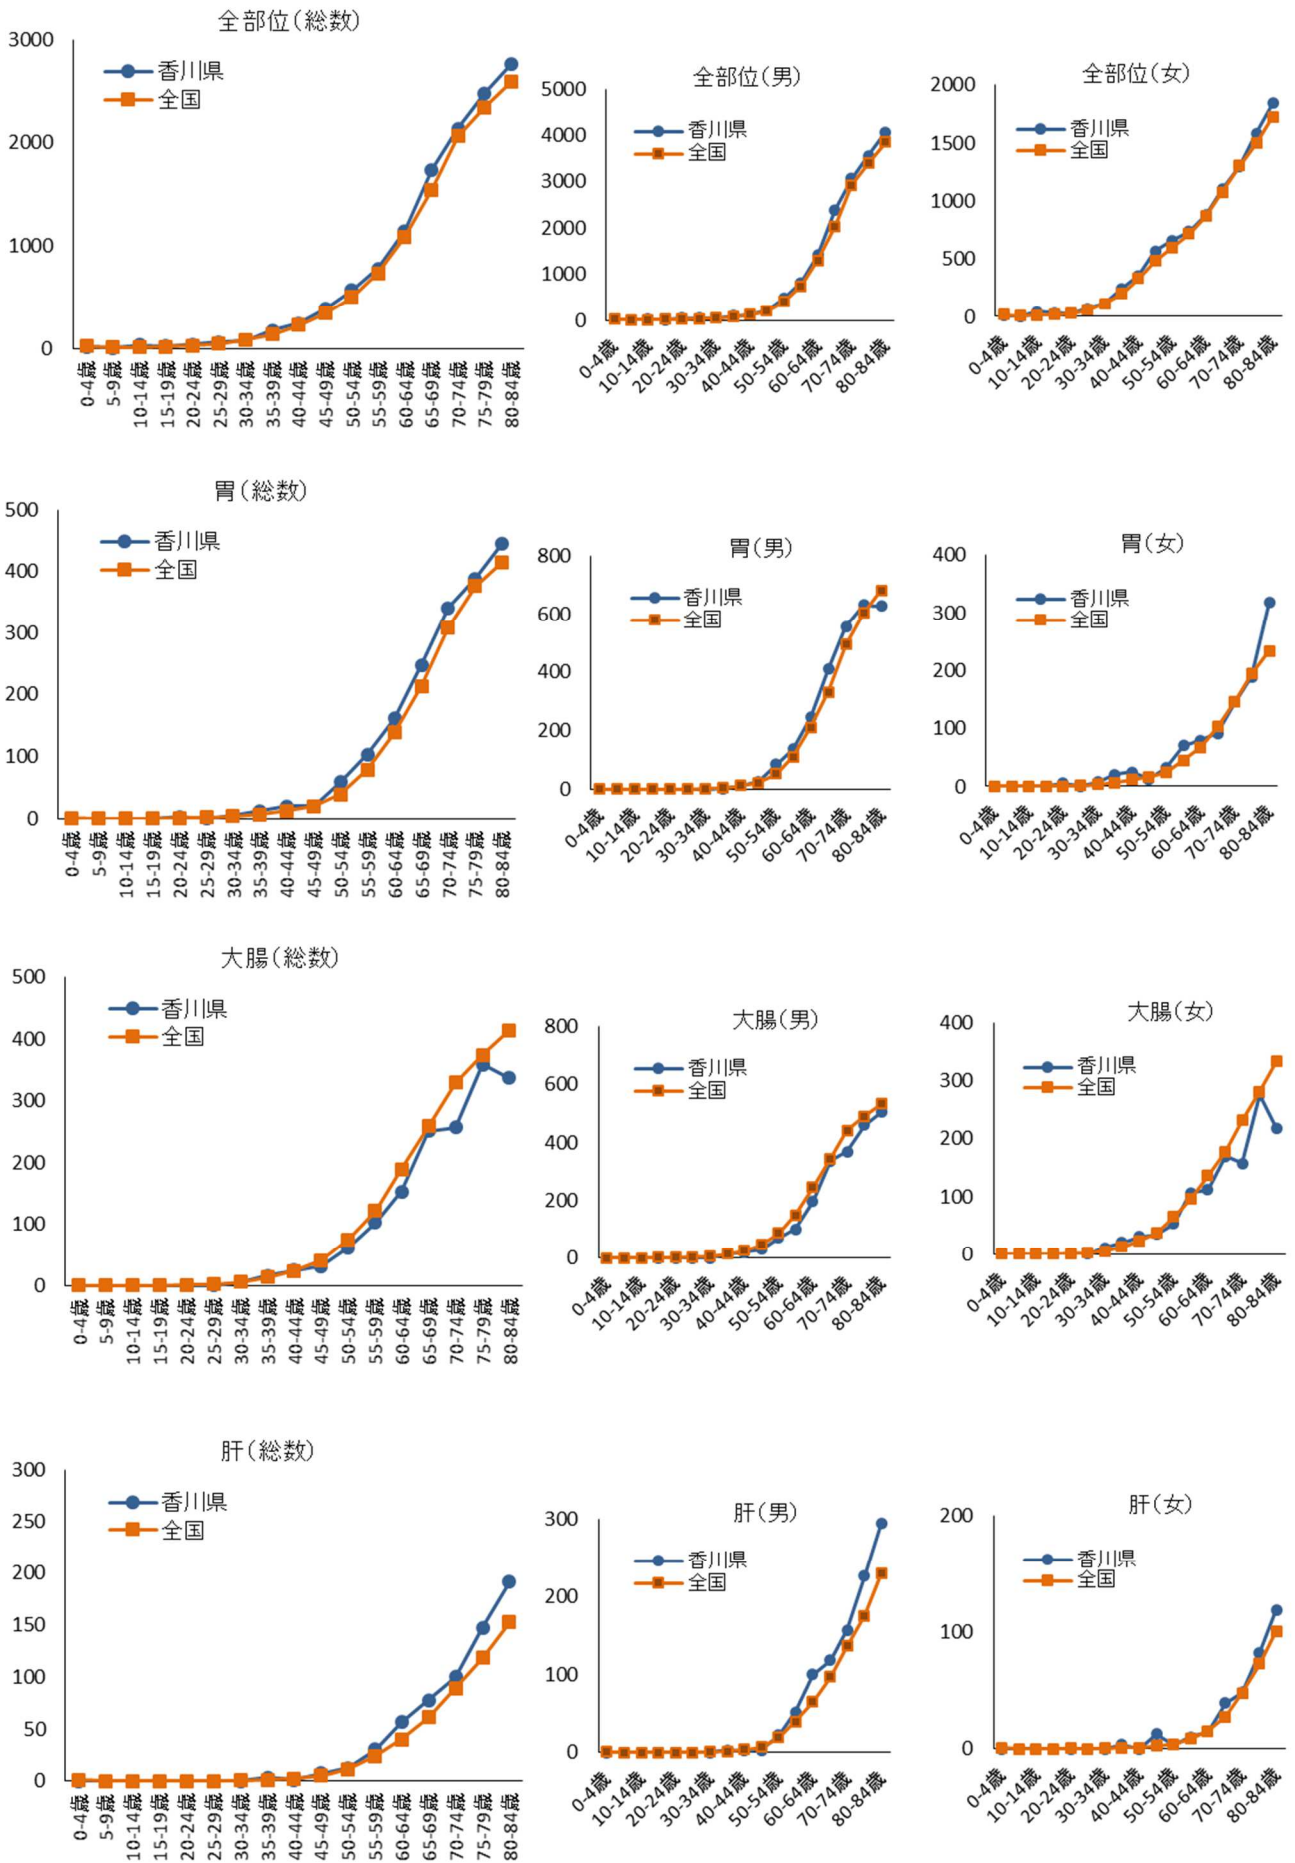 全部位(総数)
3000
2000
1000
0
香川県
全国
0-4歳
5-9歳
10-14歳
15-19歳
20-24歳
25-29歳
30-34歳
35-39歳
40-44歳
45-49歳
50-54歳
55-59歳
60-64歳
65-69歳
70-74歳
75-79歳
80-84歳
全部位(男)
5000
4000
3000
2000
1000
0
香川県
全国
0-4歳
10-14歳
20-24歳
30-34歳
40-44歳
50-54歳
60-64歳
70-74歳
80-84歳
全部位(女)
2000
1500
1000
500
0
香川県
全国
0-4歳
10-14歳
20-24歳
30-34歳
40-44歳
50-54歳
60-64歳
70-74歳
80-84歳
胃(総数)
500
400
300
200
100
0
香川県
全国
0-4歳
5-9歳
10-14歳
15-19歳
20-24歳
25-29歳
30-34歳
35-39歳
40-44歳
45-49歳
50-54歳
55-59歳
60-64歳
65-69歳
70-74歳
75-79歳
80-84歳
胃(男)
800
600
400
200
0
香川県
全国
0-4歳
10-14歳
20-24歳
30-34歳
40-44歳
50-54歳
60-64歳
70-74歳
80-84歳
胃(女)
400
300
200
100
0
香川県
全国
0-4歳
10-14歳
20-24歳
30-34歳
40-44歳
50-54歳
60-64歳
70-74歳
80-84歳
大腸(総数)
500
400
300
200
100
0
香川県
全国
0-4歳
5-9歳
10-14歳
15-19歳
20-24歳
25-29歳
30-34歳
35-39歳
40-44歳
45-49歳
50-54歳
55-59歳
60-64歳
65-69歳
70-74歳
75-79歳
80-84歳
大腸(男)
800
600
400
200
0
香川県
全国
0-4歳
10-14歳
20-24歳
30-34歳
40-44歳
50-54歳
60-64歳
70-74歳
80-84歳
大腸(女)
400
300
200
100
0
香川県
全国
0-4歳
10-14歳
20-24歳
30-34歳
40-44歳
50-54歳
60-64歳
70-74歳
80-84歳
肝(総数)
300
250
200
150
100
50
0
香川県
全国
0-4歳
5-9歳
10-14歳
15-19歳
20-24歳
25-29歳
30-34歳
35-39歳
40-44歳
45-49歳
50-54歳
55-59歳
60-64歳
65-69歳
70-74歳
75-79歳
80-84歳
肝(男)
300
200
100
0
香川県
全国
0-4歳
10-14歳
20-24歳
30-34歳
40-44歳
50-54歳
60-64歳
70-74歳
80-84歳
肝(女)
200
100
0
香川県
全国
0-4歳
10-14歳
20-24歳
30-34歳
40-44歳
50-54歳
60-64歳
70-74歳
80-84歳